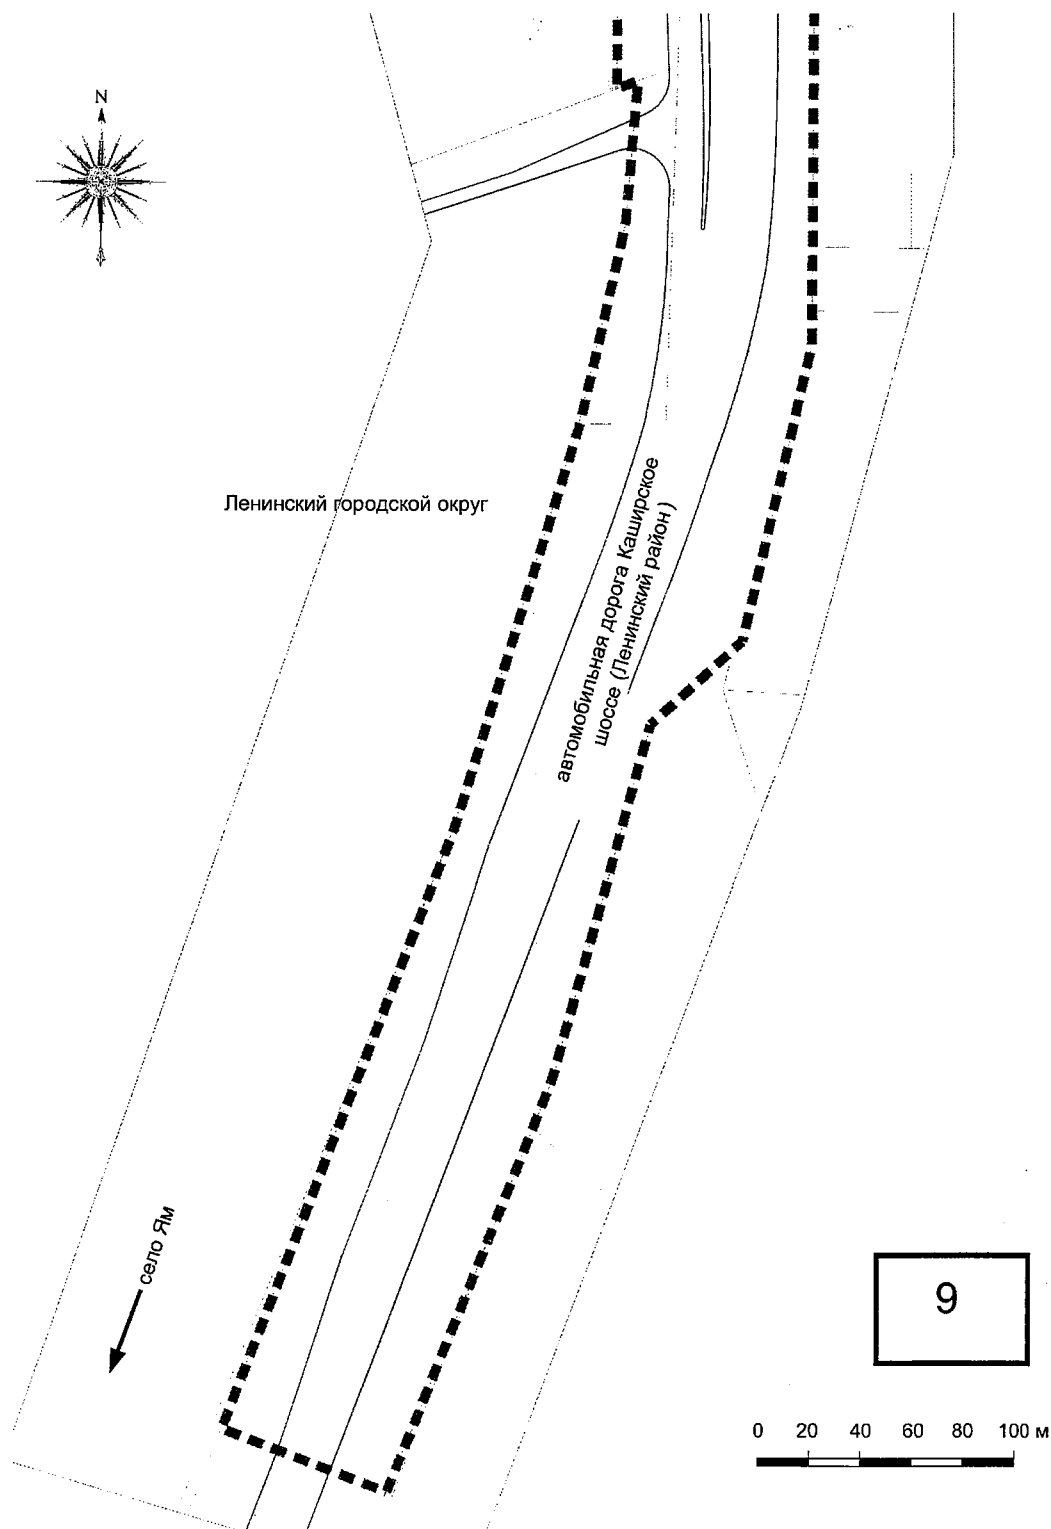 N
Ленинский городской округ
автомобильная дорога Каширское
шоссе (Ленинский район)
село Ям
9
0 20 40 60 80 100 м